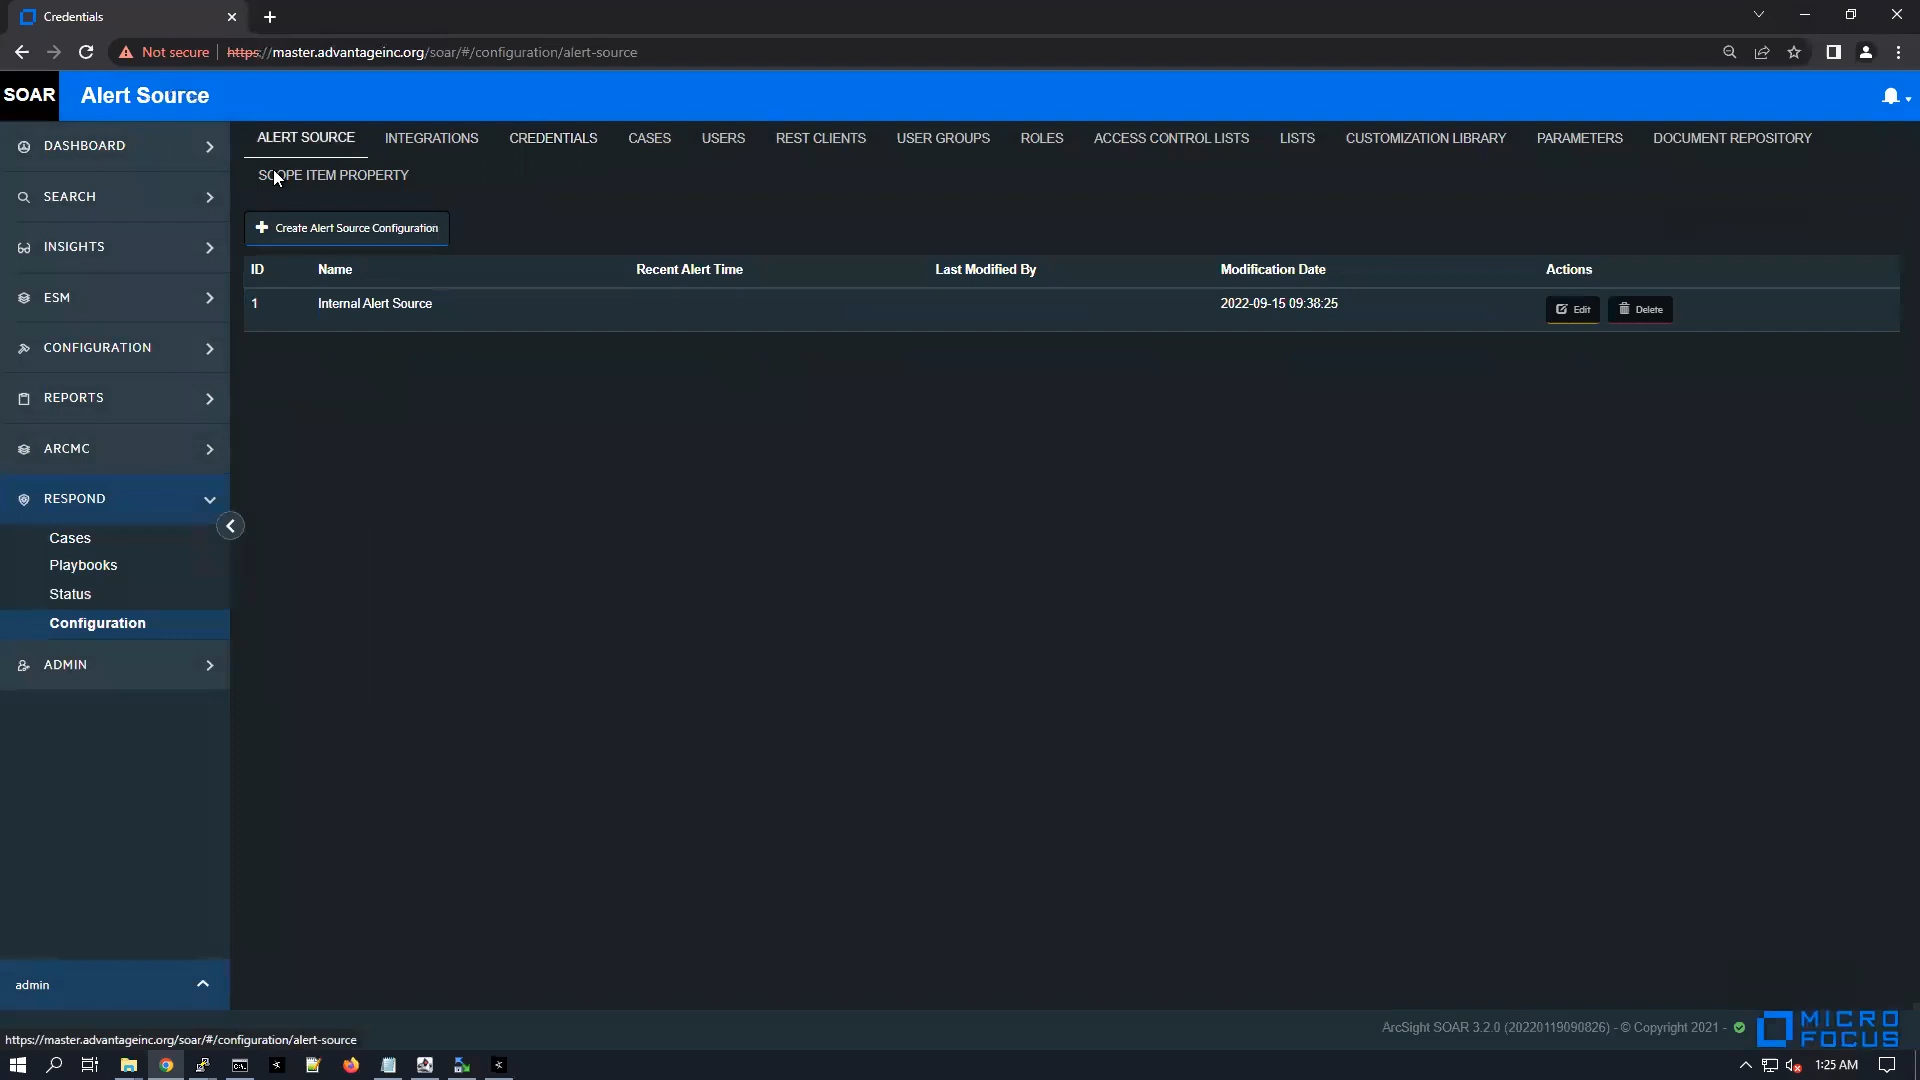 Credentials
Not secure | https://master.advantageinc.org/soar/#/configuration/alert-source
SOAR Alert Source
DASHBOARD
SEARCH
INSIGHTS
ESM
CONFIGURATION
REPORTS
ARCMC
RESPOND
Cases
Playbooks
Status
Configuration
ADMIN
admin
ALERT SOURCE INTEGRATIONS CREDENTIALS CASES USERS REST CLIENTS USER GROUPS ROLES ACCESS CONTROL LISTS LISTS CUSTOMIZATION LIBRARY PARAMETERS DOCUMENT REPOSITORY
SCOPE ITEM PROPERTY
Create Alert Source Configuration
ID Name Recent Alert Time Last Modified By Modification Date Actions
1 Internal Alert Source 2022-09-15 09:38:25 Edit Delete
ArcSight SOAR 3.2.0 (20220119090826) - © Copyright 2021 -
MICRO
FOCUS
https://master.advantageinc.org/soar/#/configuration/alert-source
1:25 AM